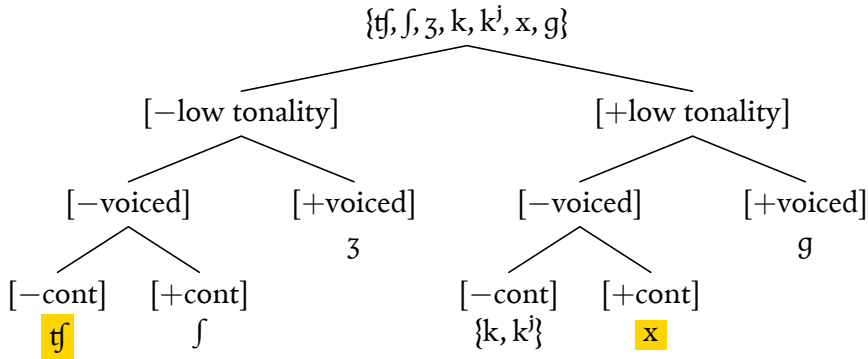 {t͡ʃ, ʃ, ʒ, k, kʲ, x, ɡ}
[−low tonality] [+low tonality]
[−voiced] [+voiced] [−voiced] [+voiced]
ʒ ɡ
[−cont] [+cont] [−cont] [+cont]
t͡ʃ ʃ {k, kʲ} x